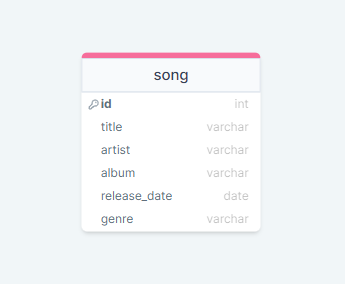 song
id int
title varchar
artist varchar
album varchar
release_date date
genre varchar